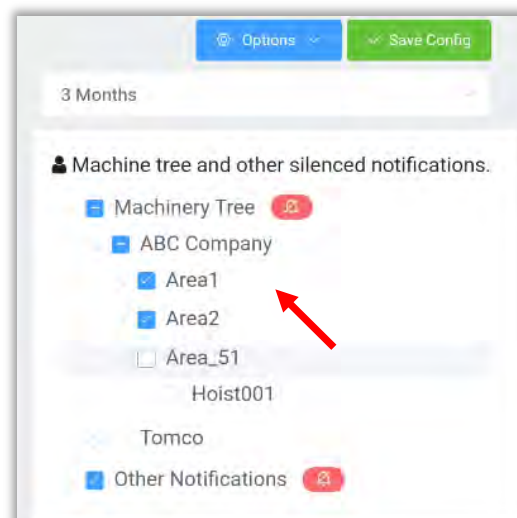 Options
Save Config
3 Months
Machine tree and other silenced notifications.
Machinery Tree
ABC Company
Area1
Area2
Area_51
Hoist001
Tomco
Other Notifications